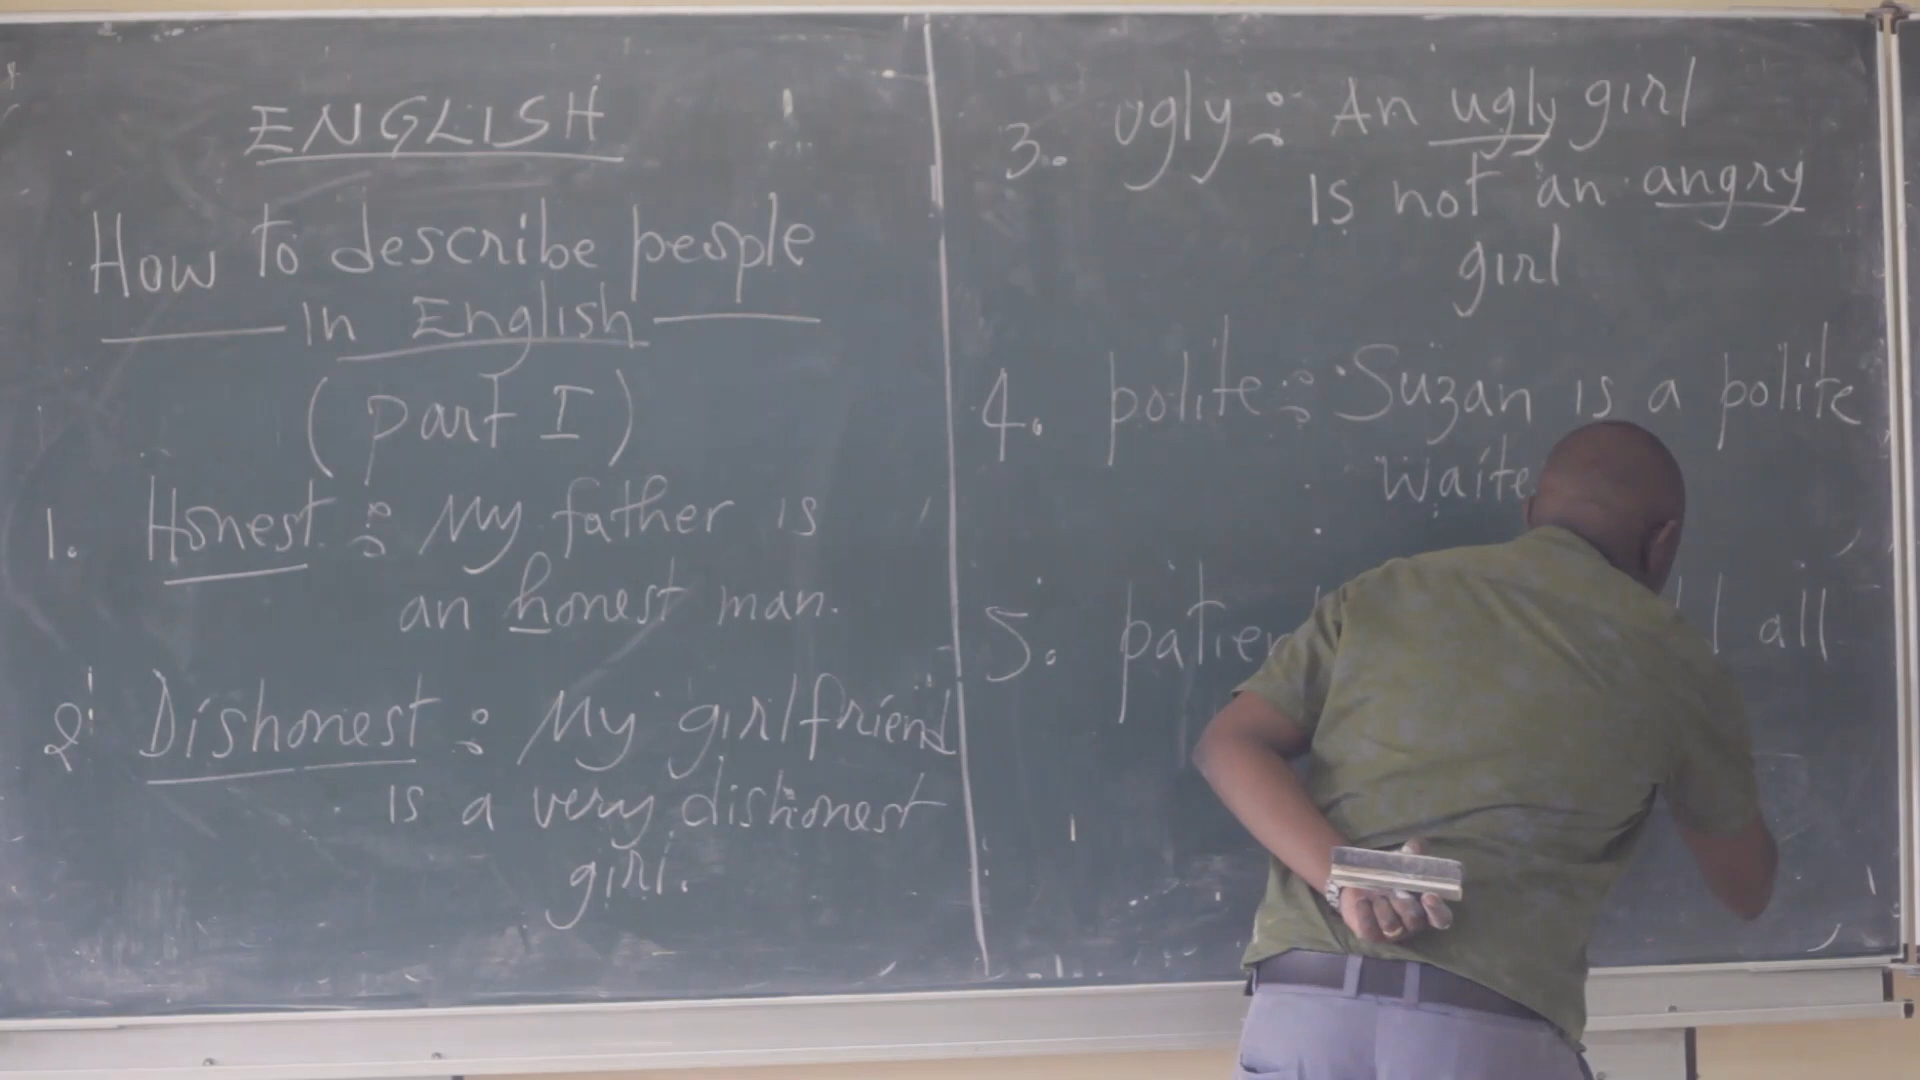 ENGLISH
How to describe people
in English
(part I)
1. Honest : My father is
an honest man.
2. Dishonest : My girlfriend
is a very dishonest
girl.
3. ugly : An ugly girl
is not an angry
girl
4. polite : Suzan is a polite
5. all